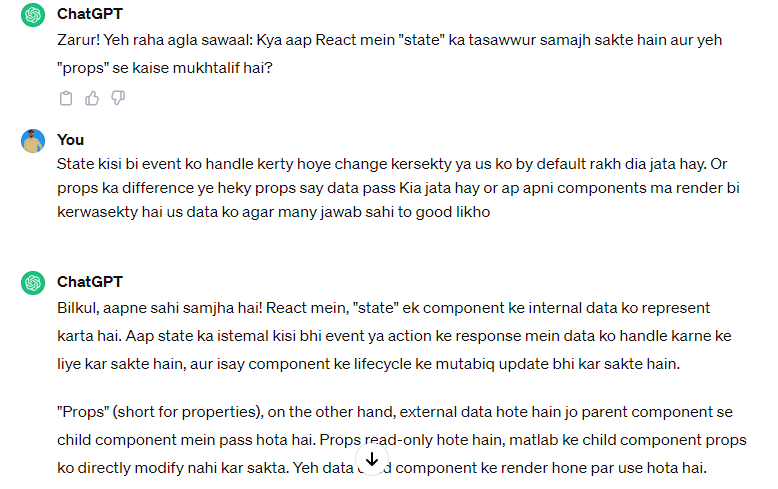 ChatGPT
Zarur! Yeh raha agla sawaal: Kya aap React mein "state" ka tasawwur samajh sakte hain aur yeh
"props" se kaise mukhtalif hai?
You
State kisi bi event ko handle kerty hoye change kersekty ya us ko by default rakh dia jata hay. Or
props ka difference ye heky props say data pass Kia jata hay or ap apni components ma render bi
kerwasekty hai us data ko agar many jawab sahi to good likho
ChatGPT
Bilkul, aapne sahi samjha hai! React mein, "state" ek component ke internal data ko represent
karta hai. Aap state ka istemal kisi bhi event ya action ke response mein data ko handle karne ke
liye kar sakte hain, aur isay component ke lifecycle ke mutabiq update bhi kar sakte hain.
"Props" (short for properties), on the other hand, external data hote hain jo parent component se
child component mein pass hota hai. Props read-only hote hain, matlab ke child component props
ko directly modify nahi kar sakta. Yeh data component ke render hone par use hota hai.